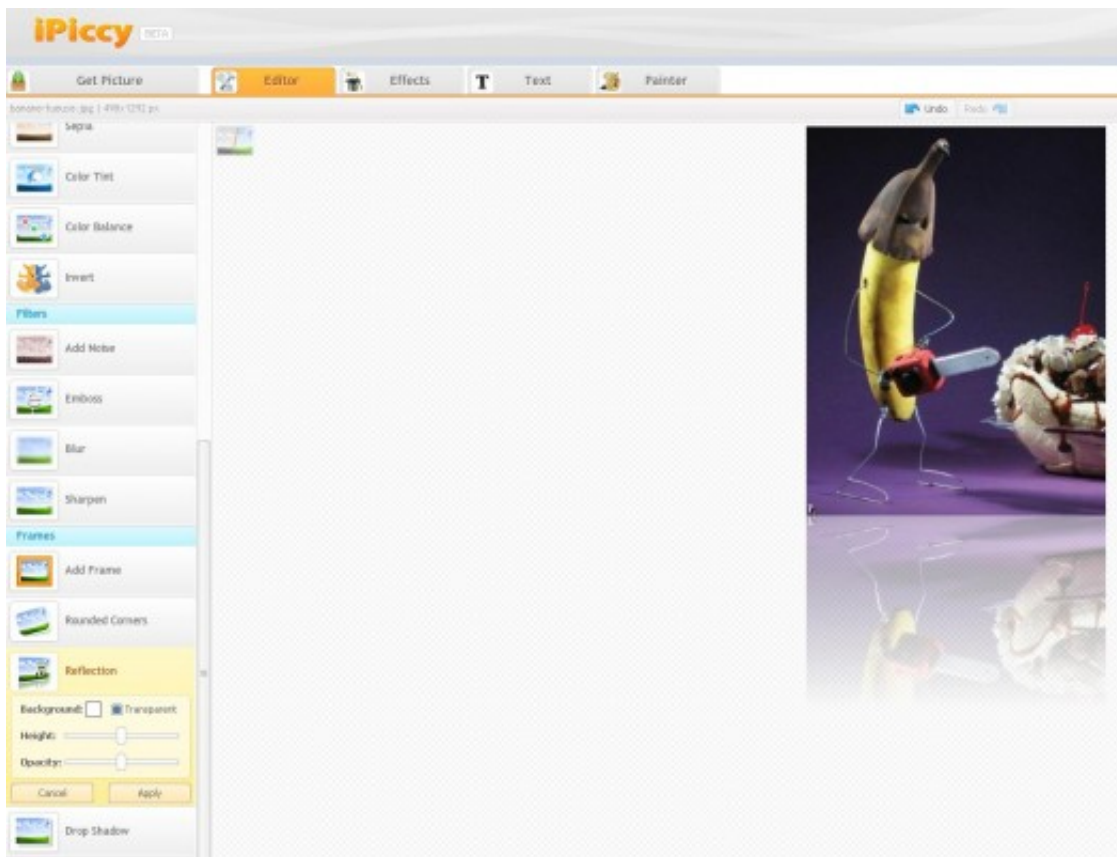 iPiccy BETA
Get Picture
Editor
Effects
Text
Painter
Undo
Redo
Sepia
Color Tint
Color Balance
Invert
Filters
Add Noise
Emboss
Blur
Sharpen
Frames
Add Frame
Rounded Corners
Reflection
Background: Transparent
Height:
Opacity:
Cancel Apply
Drop Shadow